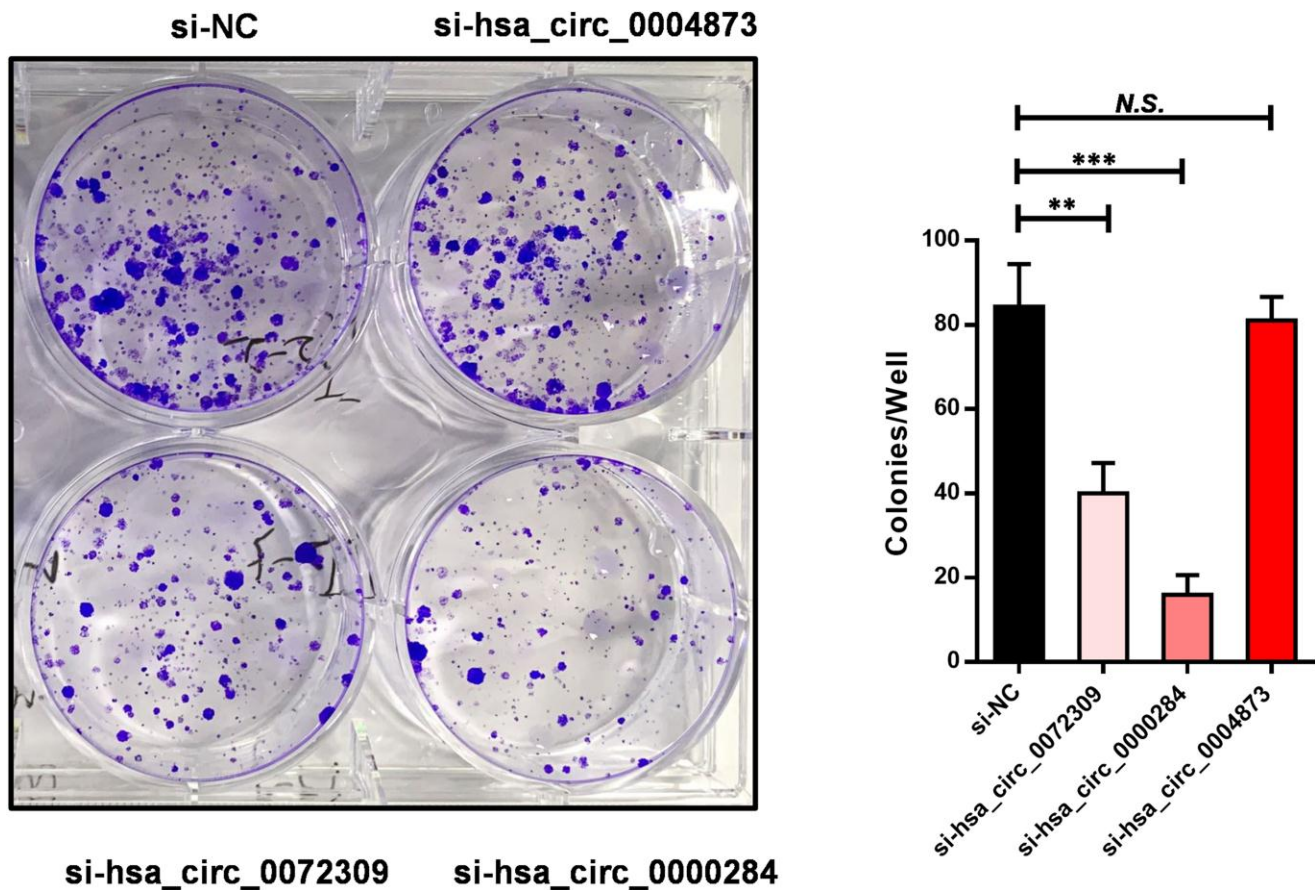 si-NC si-hsa_circ_0004873
si-hsa_circ_0072309 si-hsa_circ_0000284
N.S.
***
**
Colonies/Well
100
80
60
40
20
0
si-NC
si-hsa_circ_0072309
si-hsa_circ_0000284
si-hsa_circ_0004873